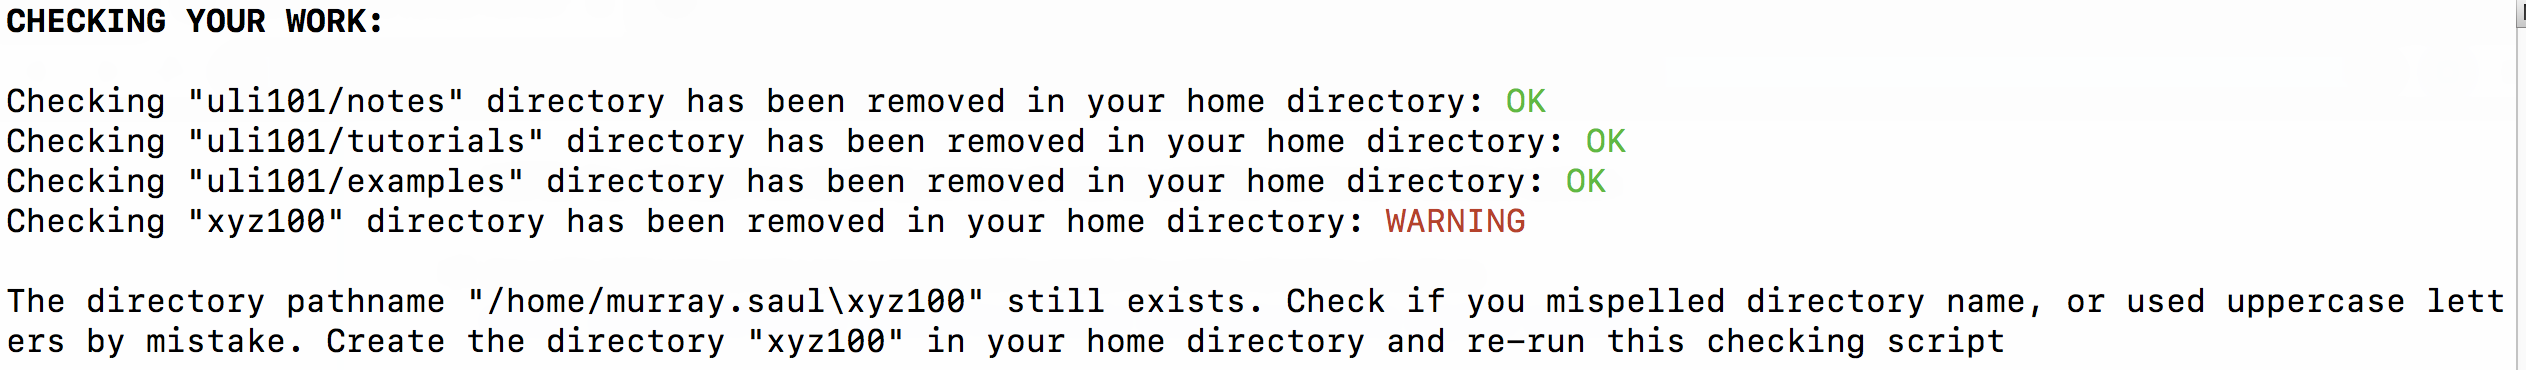 CHECKING YOUR WORK:
Checking "uli101/notes" directory has been removed in your home directory: OK
Checking "uli101/tutorials" directory has been removed in your home directory: OK
Checking "uli101/examples" directory has been removed in your home directory: OK
Checking "xyz100" directory has been removed in your home directory: WARNING
The directory pathname "/home/murray.saul\xyz100" still exists. Check if you mispelled directory name, or used uppercase lett
ers by mistake. Create the directory "xyz100" in your home directory and re-run this checking script